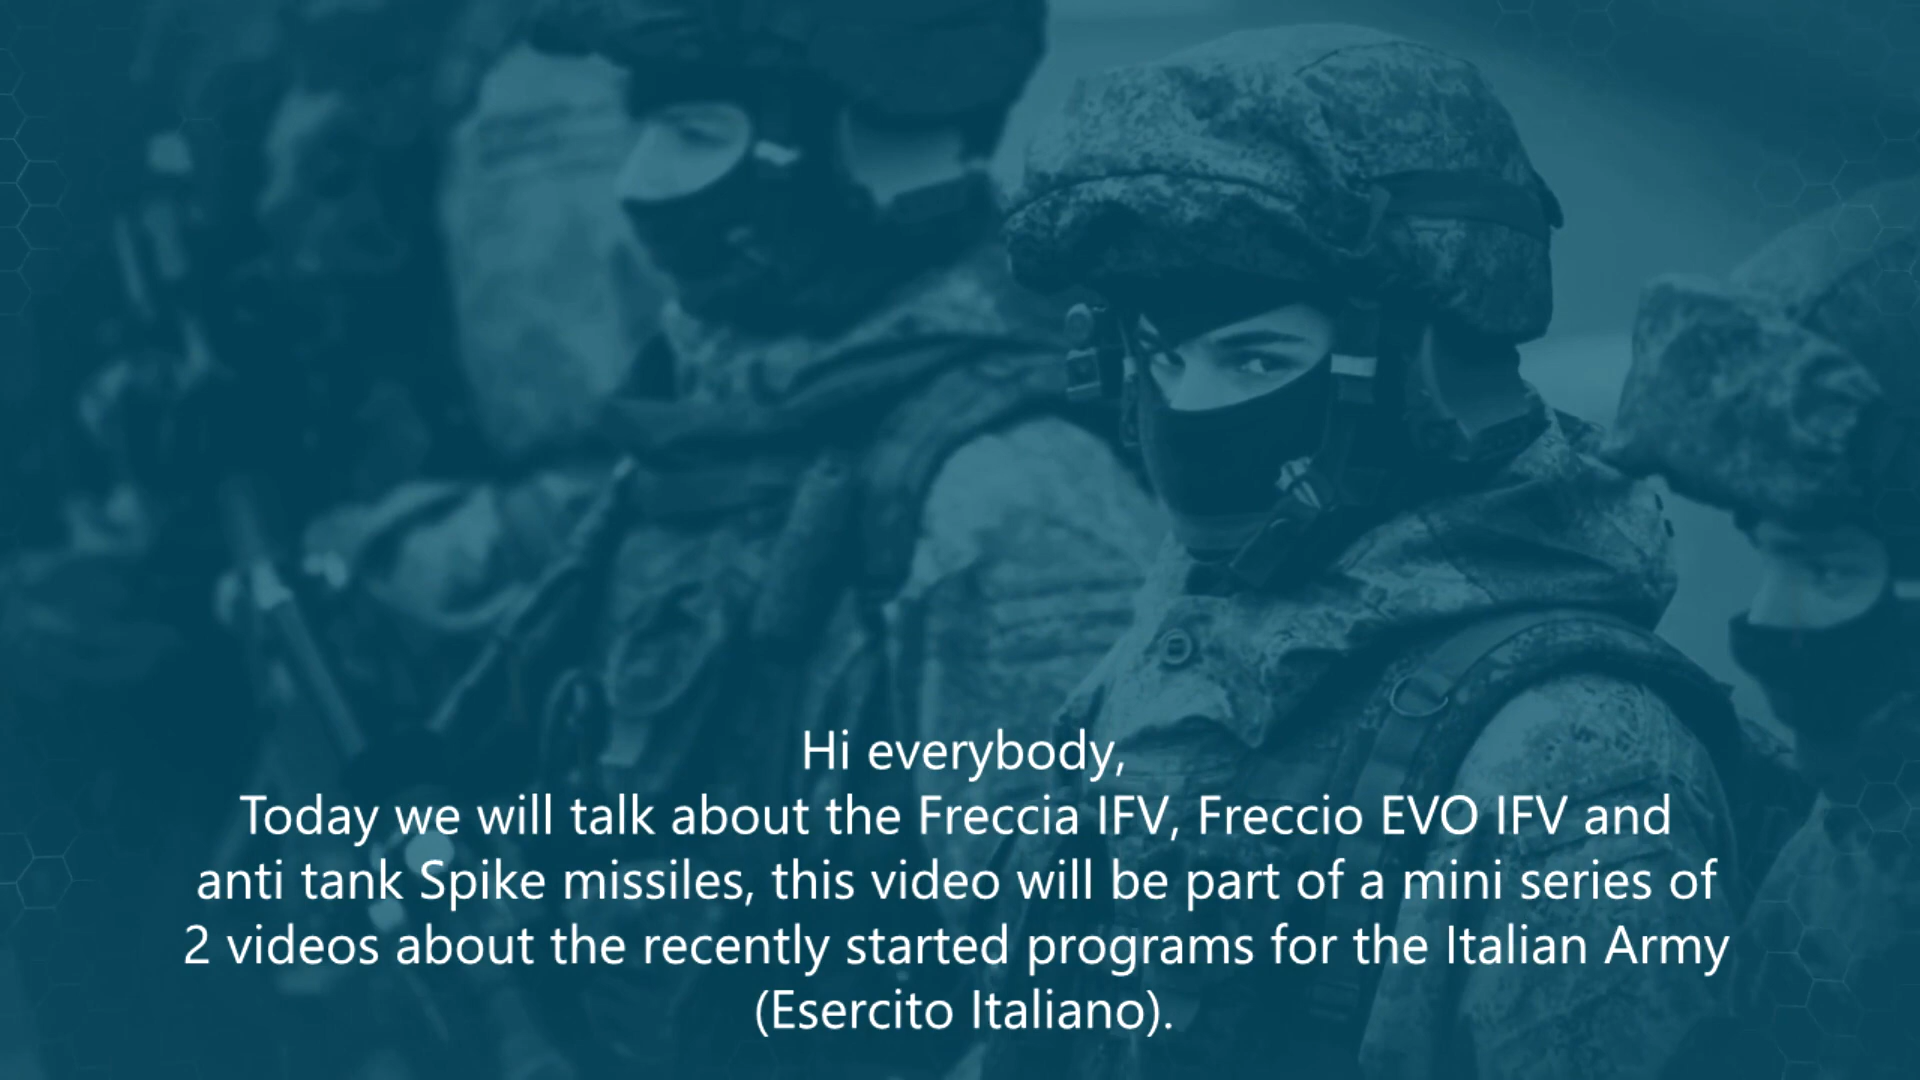 Hi everybody,
Today we will talk about the Freccia IFV, Freccio EVO IFV and
anti tank Spike missiles, this video will be part of a mini series of
2 videos about the recently started programs for the Italian Army
(Esercito Italiano).